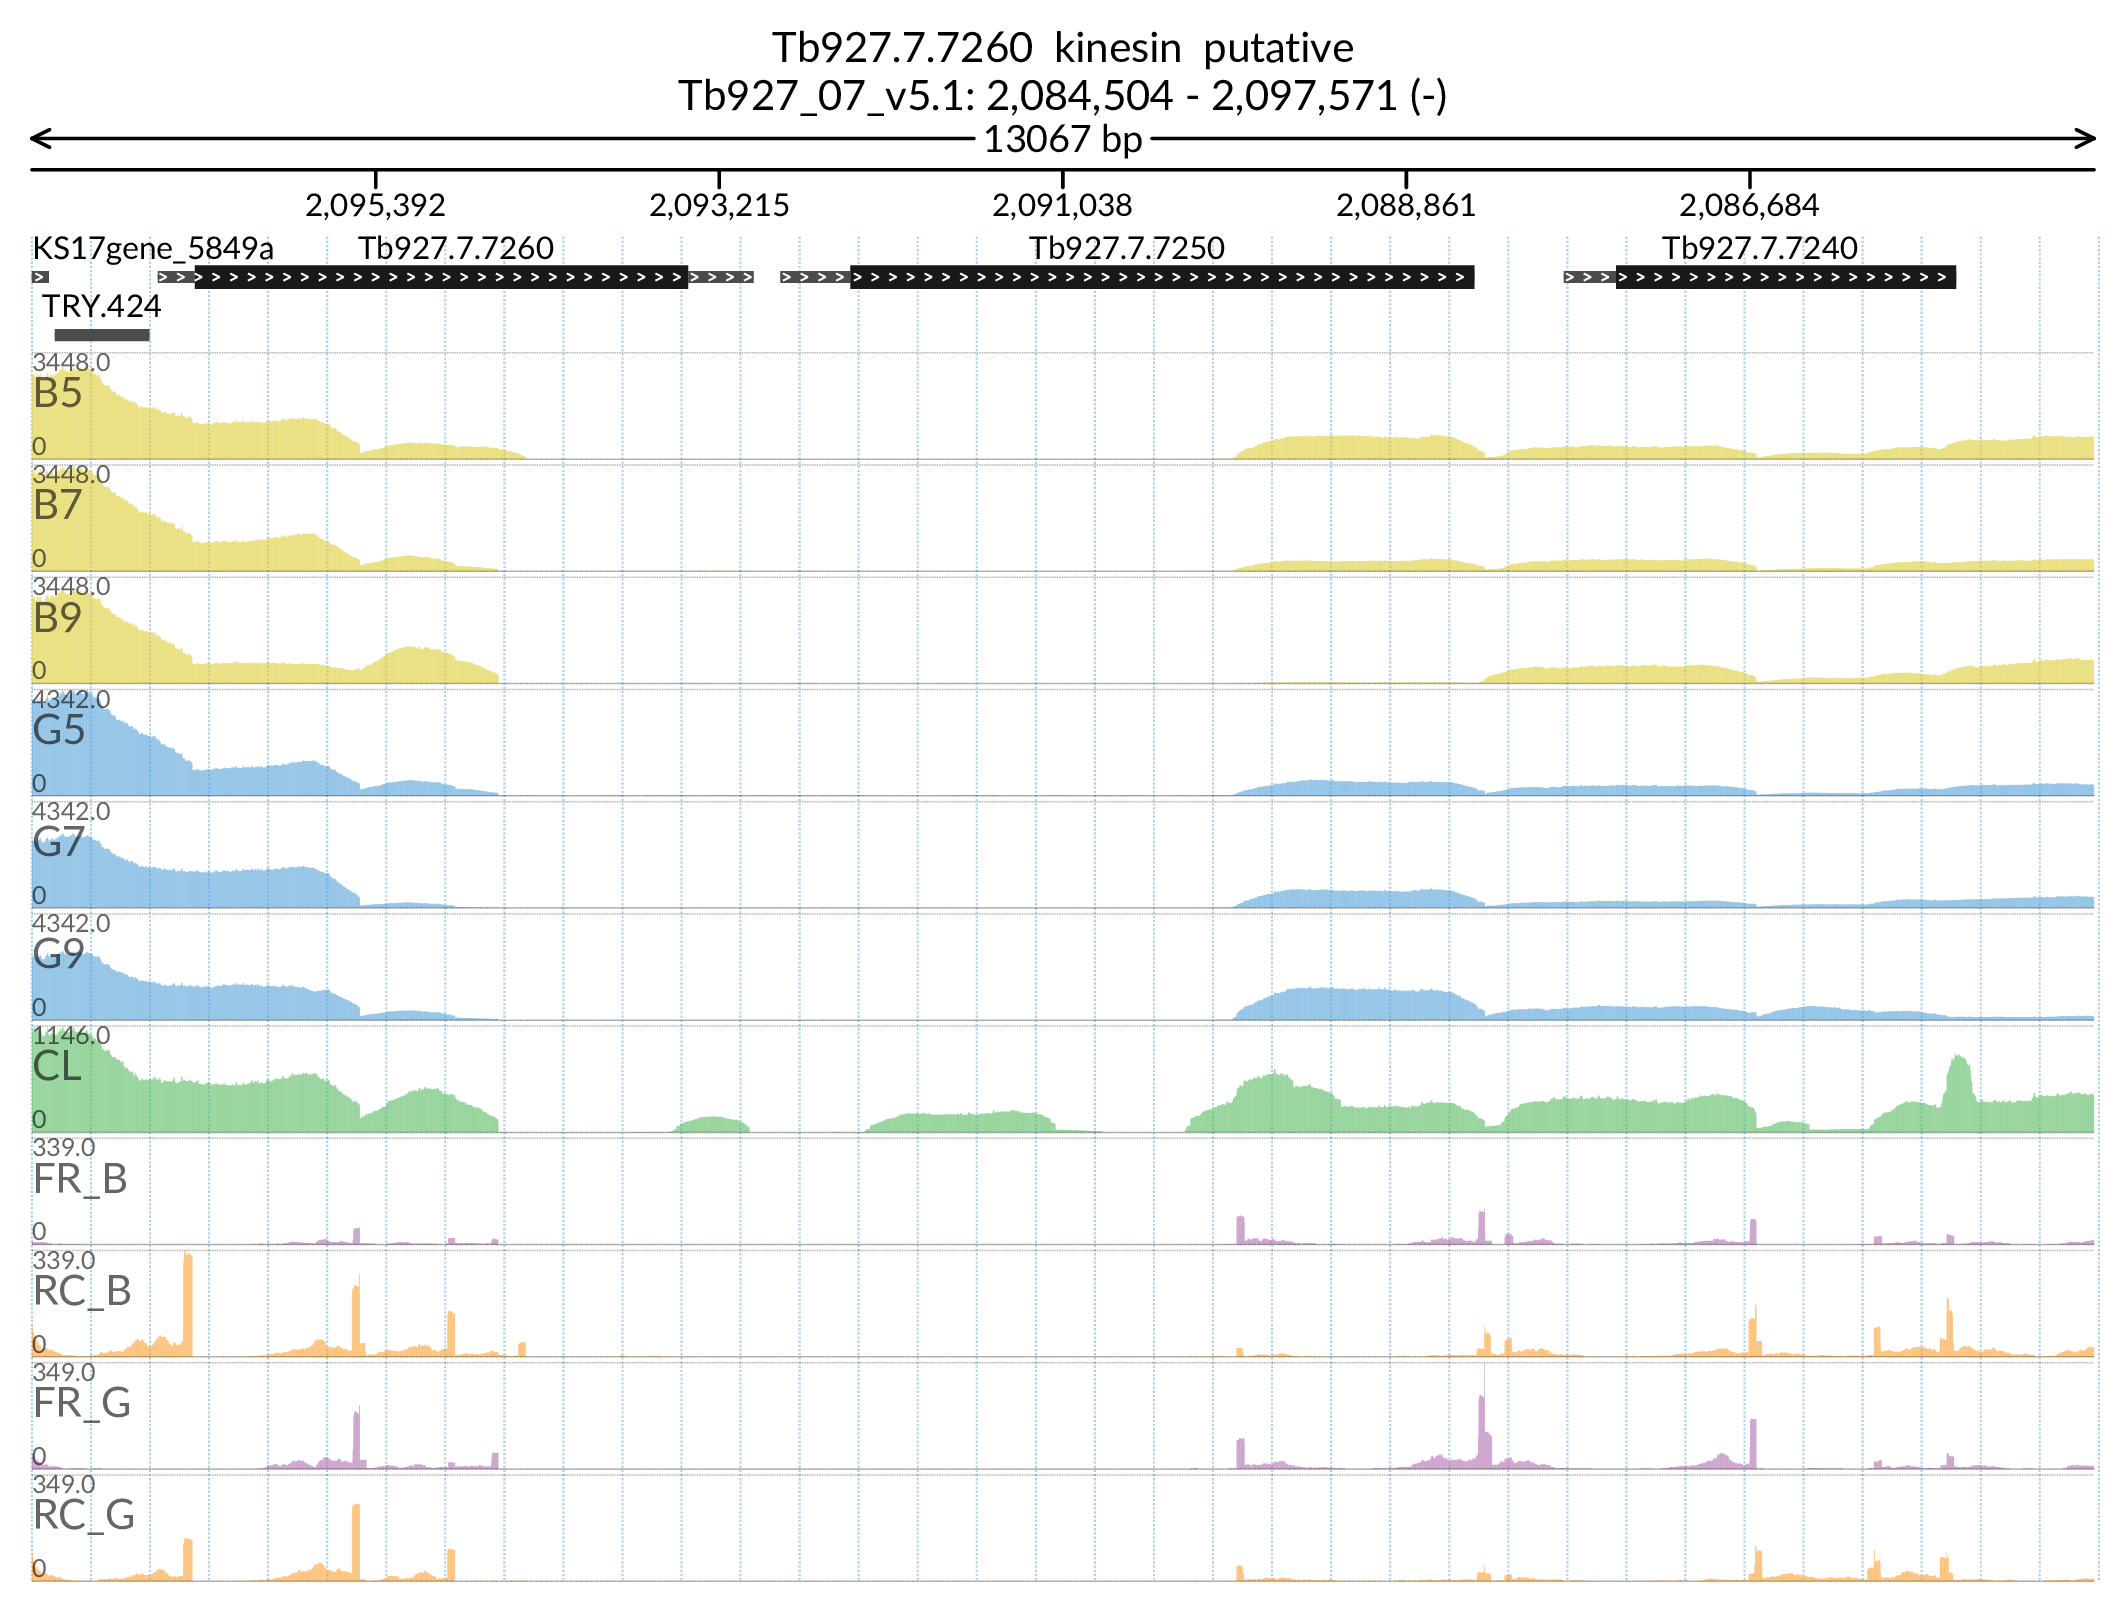 Tb927.7.7260 kinesin putative
Tb927_07_v5.1: 2,084,504 - 2,097,571 (-)
13067 bp
2,095,392 2,093,215 2,091,038 2,088,861 2,086,684
KS17gene_5849a Tb927.7.7260 Tb927.7.7250 Tb927.7.7240
TRY.424
3448.0
B5
0
3448.0
B7
0
3448.0
B9
0
4342.0
G5
0
4342.0
G7
0
4342.0
G9
0
1146.0
CL
0
339.0
FR_B
0
339.0
RC_B
0
349.0
FR_G
0
349.0
RC_G
0